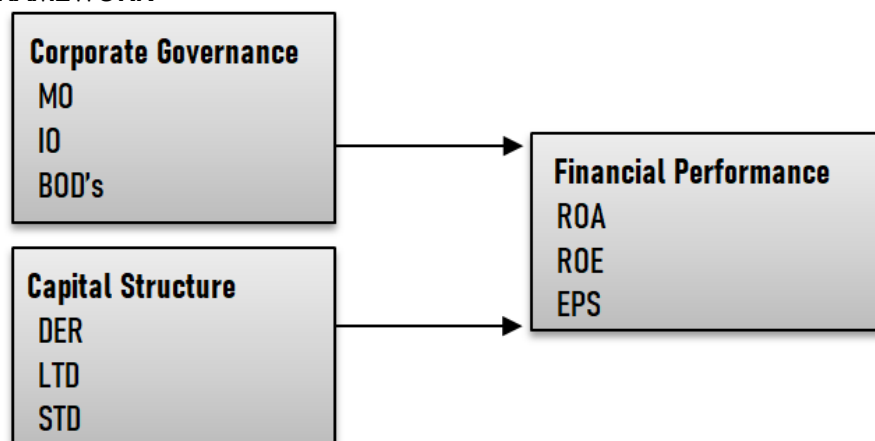 Corporate Governance
MO
IO
BOD's
Financial Performance
ROA
ROE
EPS
Capital Structure
DER
LTD
STD